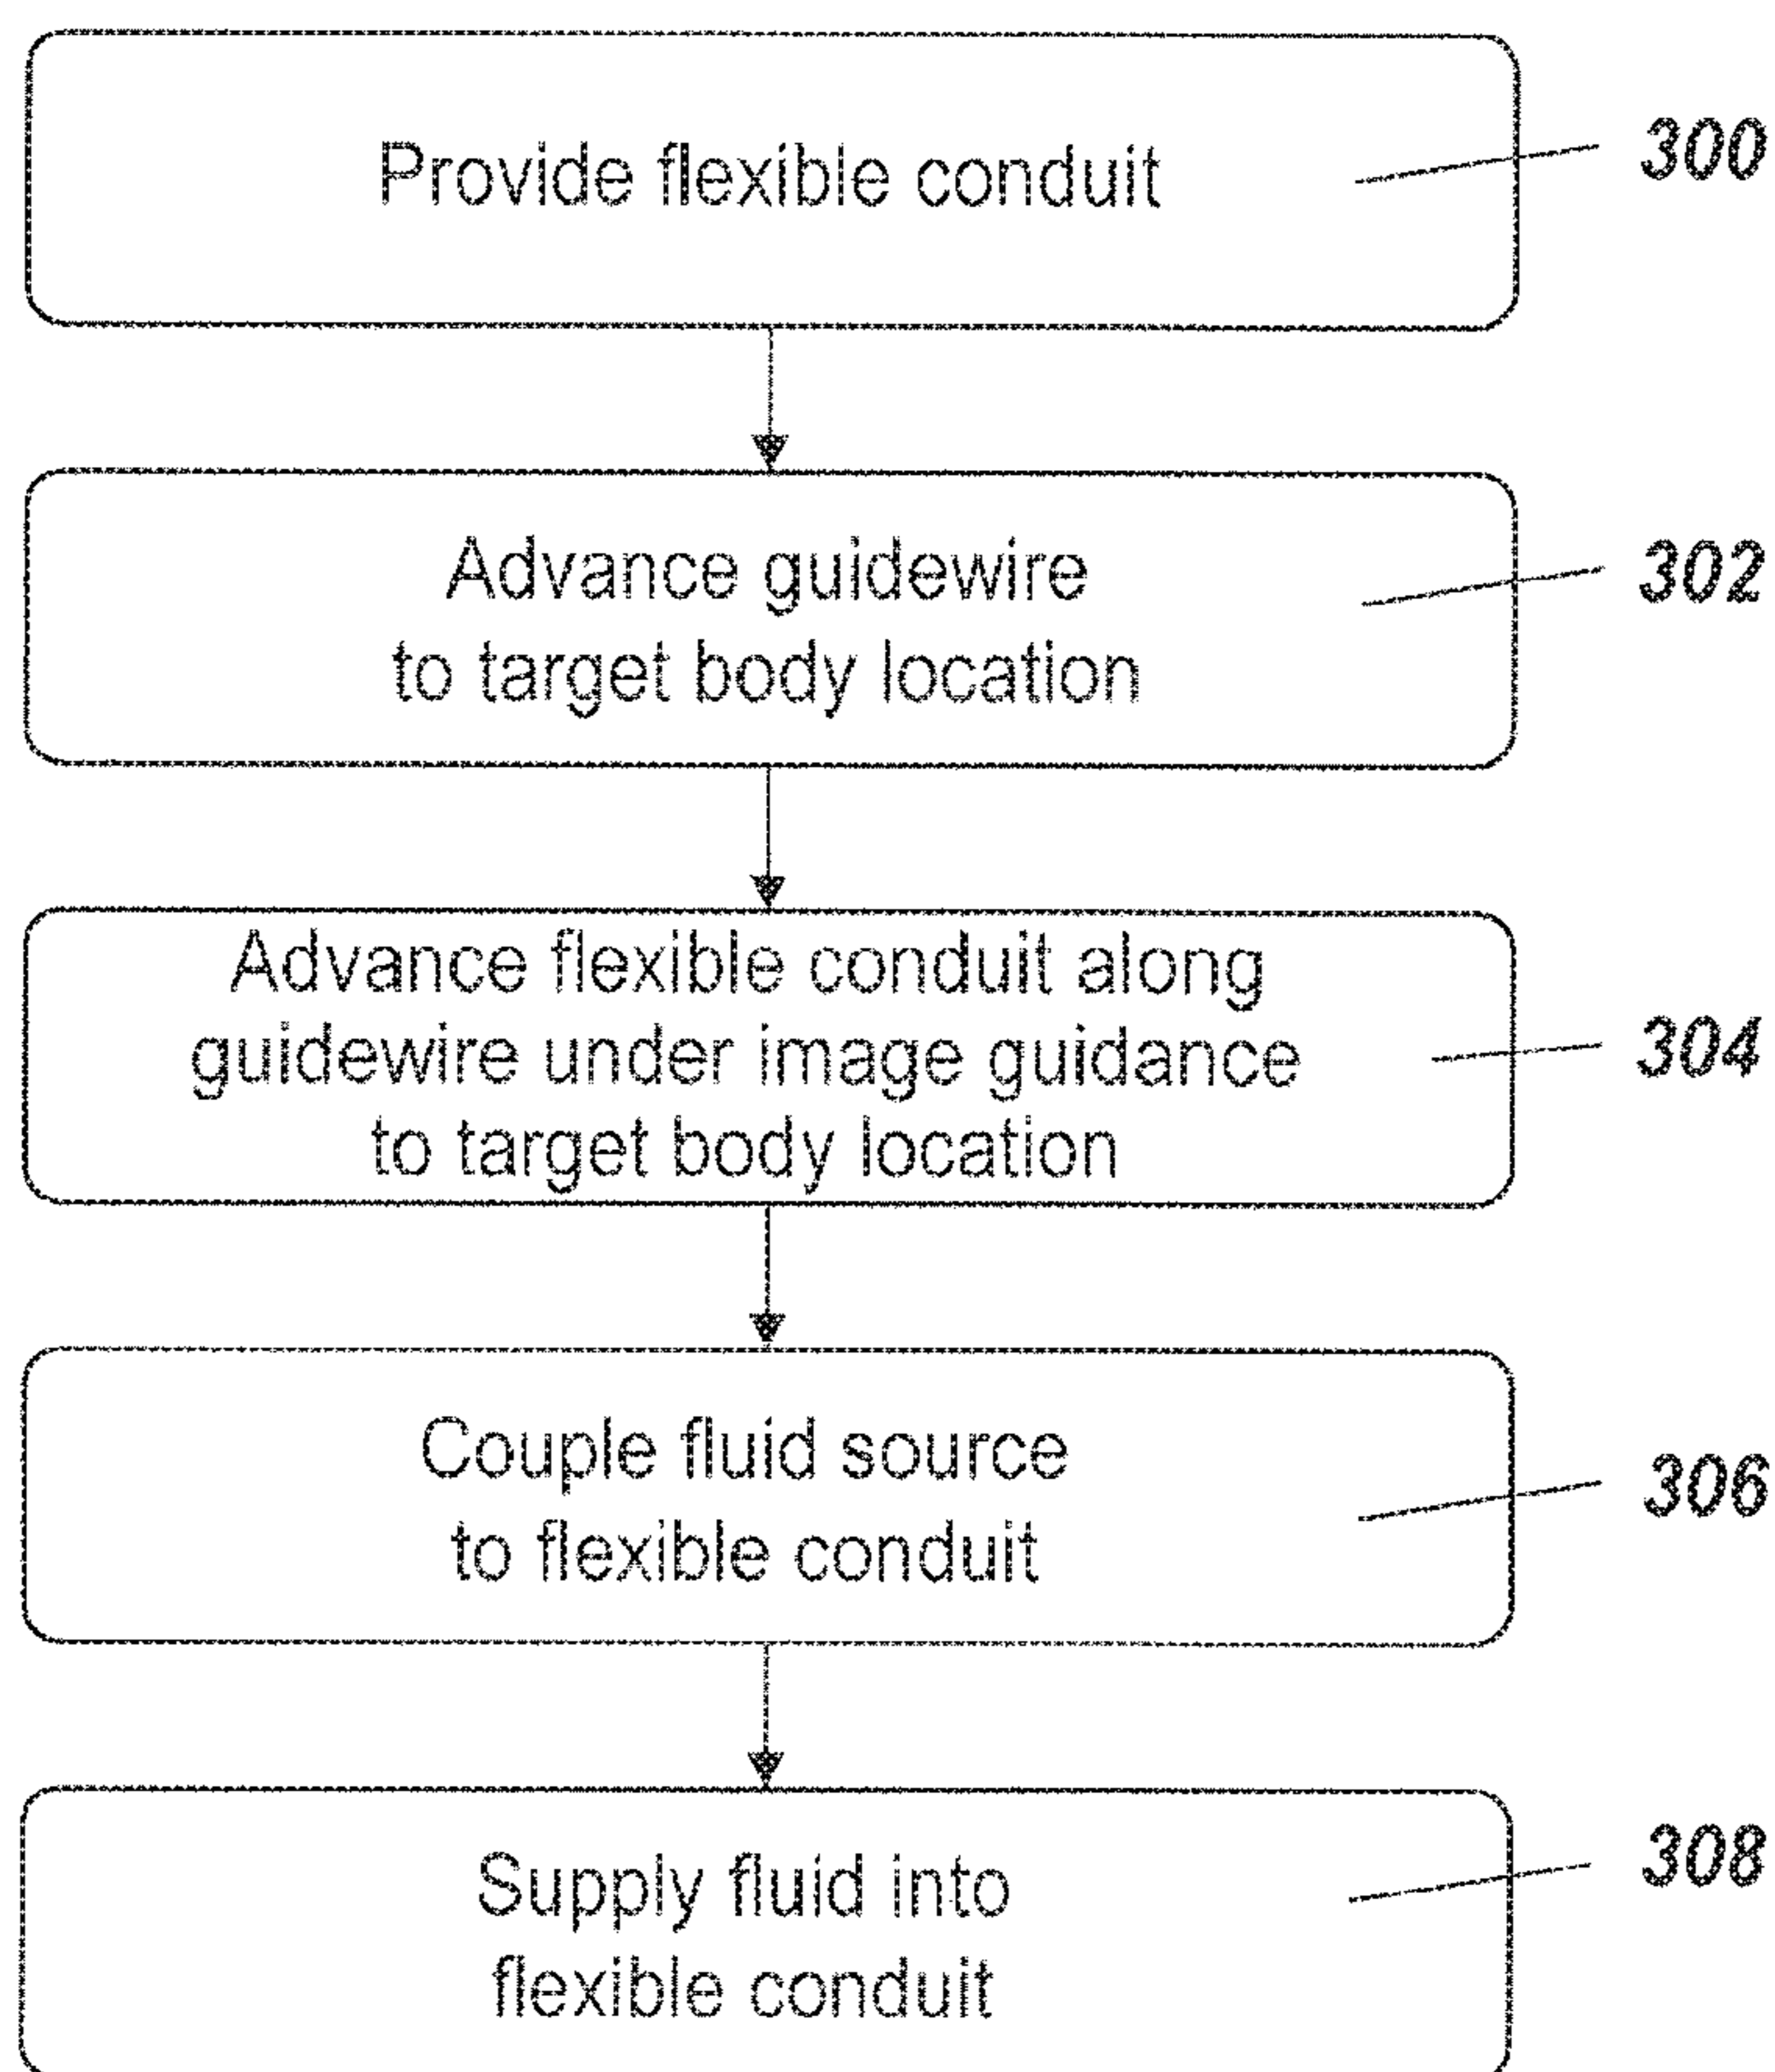 Provide flexible conduit
300
Advance guidewire
to target body location
302
Advance flexible conduit along
guidewire under image guidance
to target body location
304
Couple fluid source
to flexible conduit
306
Supply fluid into
flexible conduit
308